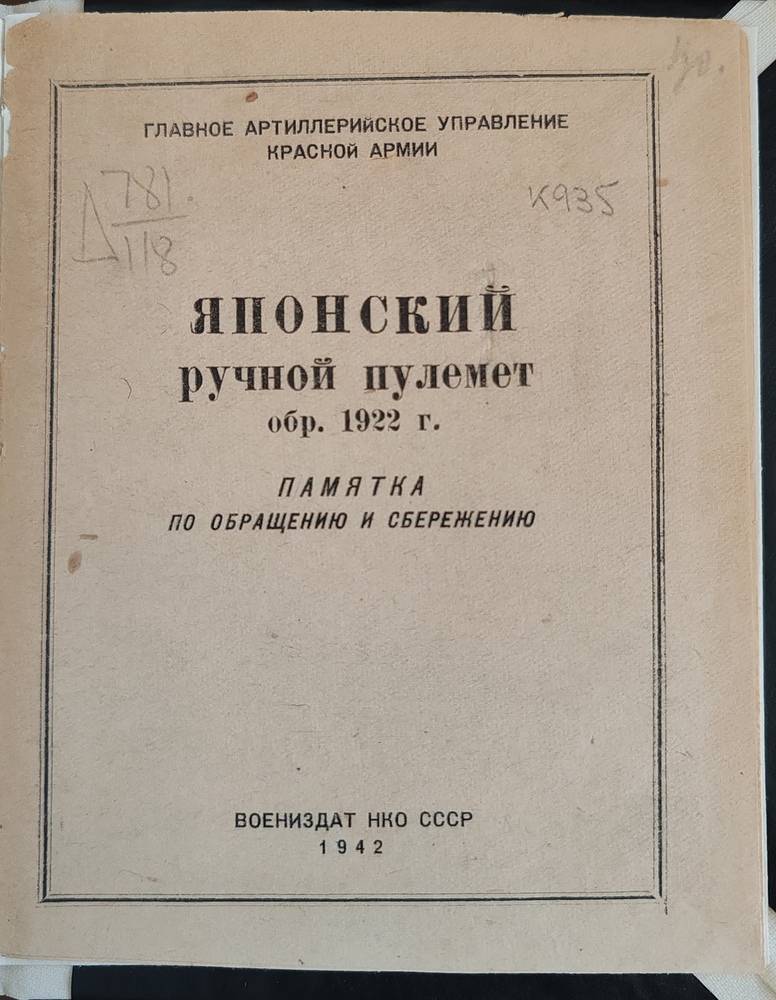 ГЛАВНОЕ АРТИЛЛЕРИЙСКОЕ УПРАВЛЕНИЕ
КРАСНОЙ АРМИИ
Д 781
118
К935
ЯПОНСКИЙ
ручной пулемет
обр. 1922 г.
ПАМЯТКА
ПО ОБРАЩЕНИЮ И СБЕРЕЖЕНИЮ
ВОЕНИЗДАТ НКО СССР
1942